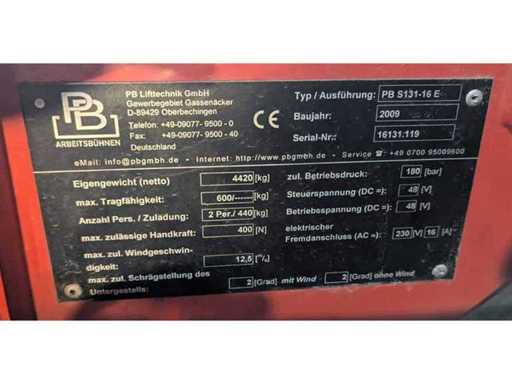 PB
ARBEITSBÜHNEN
PB Lifttechnik GmbH
Gewerbegebiet Gassenäcker
D-89429 Oberbechingen
Telefon: +49-09077- 9500 - 0
Fax: +49-09077- 9500 - 40
Deutschland
CE
Typ / Ausführung: PB S131-16 E
Baujahr: 2009
Serial-Nr.: 16131.119
eMail: info@pbgmbh.de - Internet: http://www.pbgmbh.de - Service ☎: +49 0700 95009600
Eigengewicht (netto) 4420 [kg]
max. Tragfähigkeit: 600/------ [kg]
Anzahl Pers. / Zuladung: 2 Per./ 440 [kg]
max. zulässige Handkraft: 400 [N]
max. zul. Windgeschwin-
digkeit: 12,5 [m/s]
max. zul. Schrägstellung des
Untergestells: 2 [Grad] mit Wind 2 [Grad] ohne Wind
zul. Betriebsdruck: 180 [bar]
Steuerspannung (DC =): 48 [V]
Betriebsspannung (DC =): 48 [V]
elektrischer
Fremdanschluss (AC ≈): 230 [V] 16 [A]